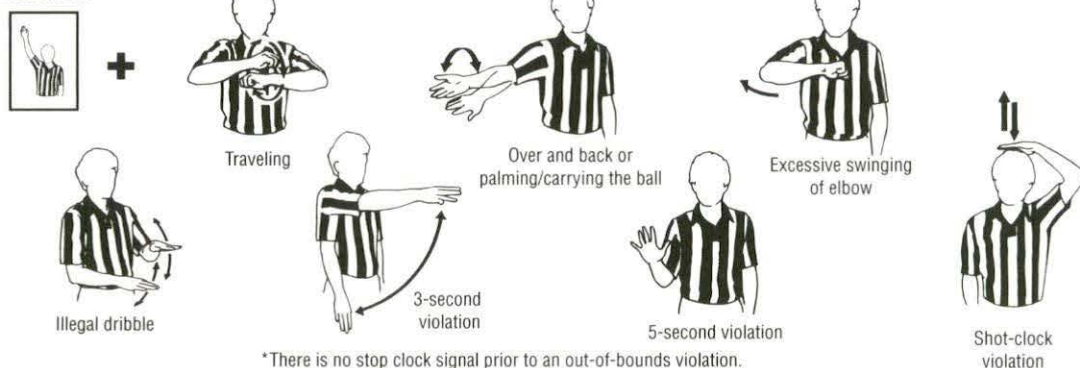 Traveling
Over and back or
palming/carrying the ball
Excessive swinging
of elbow
Illegal dribble
3-second
violation
5-second violation
Shot-clock
violation
*There is no stop clock signal prior to an out-of-bounds violation.